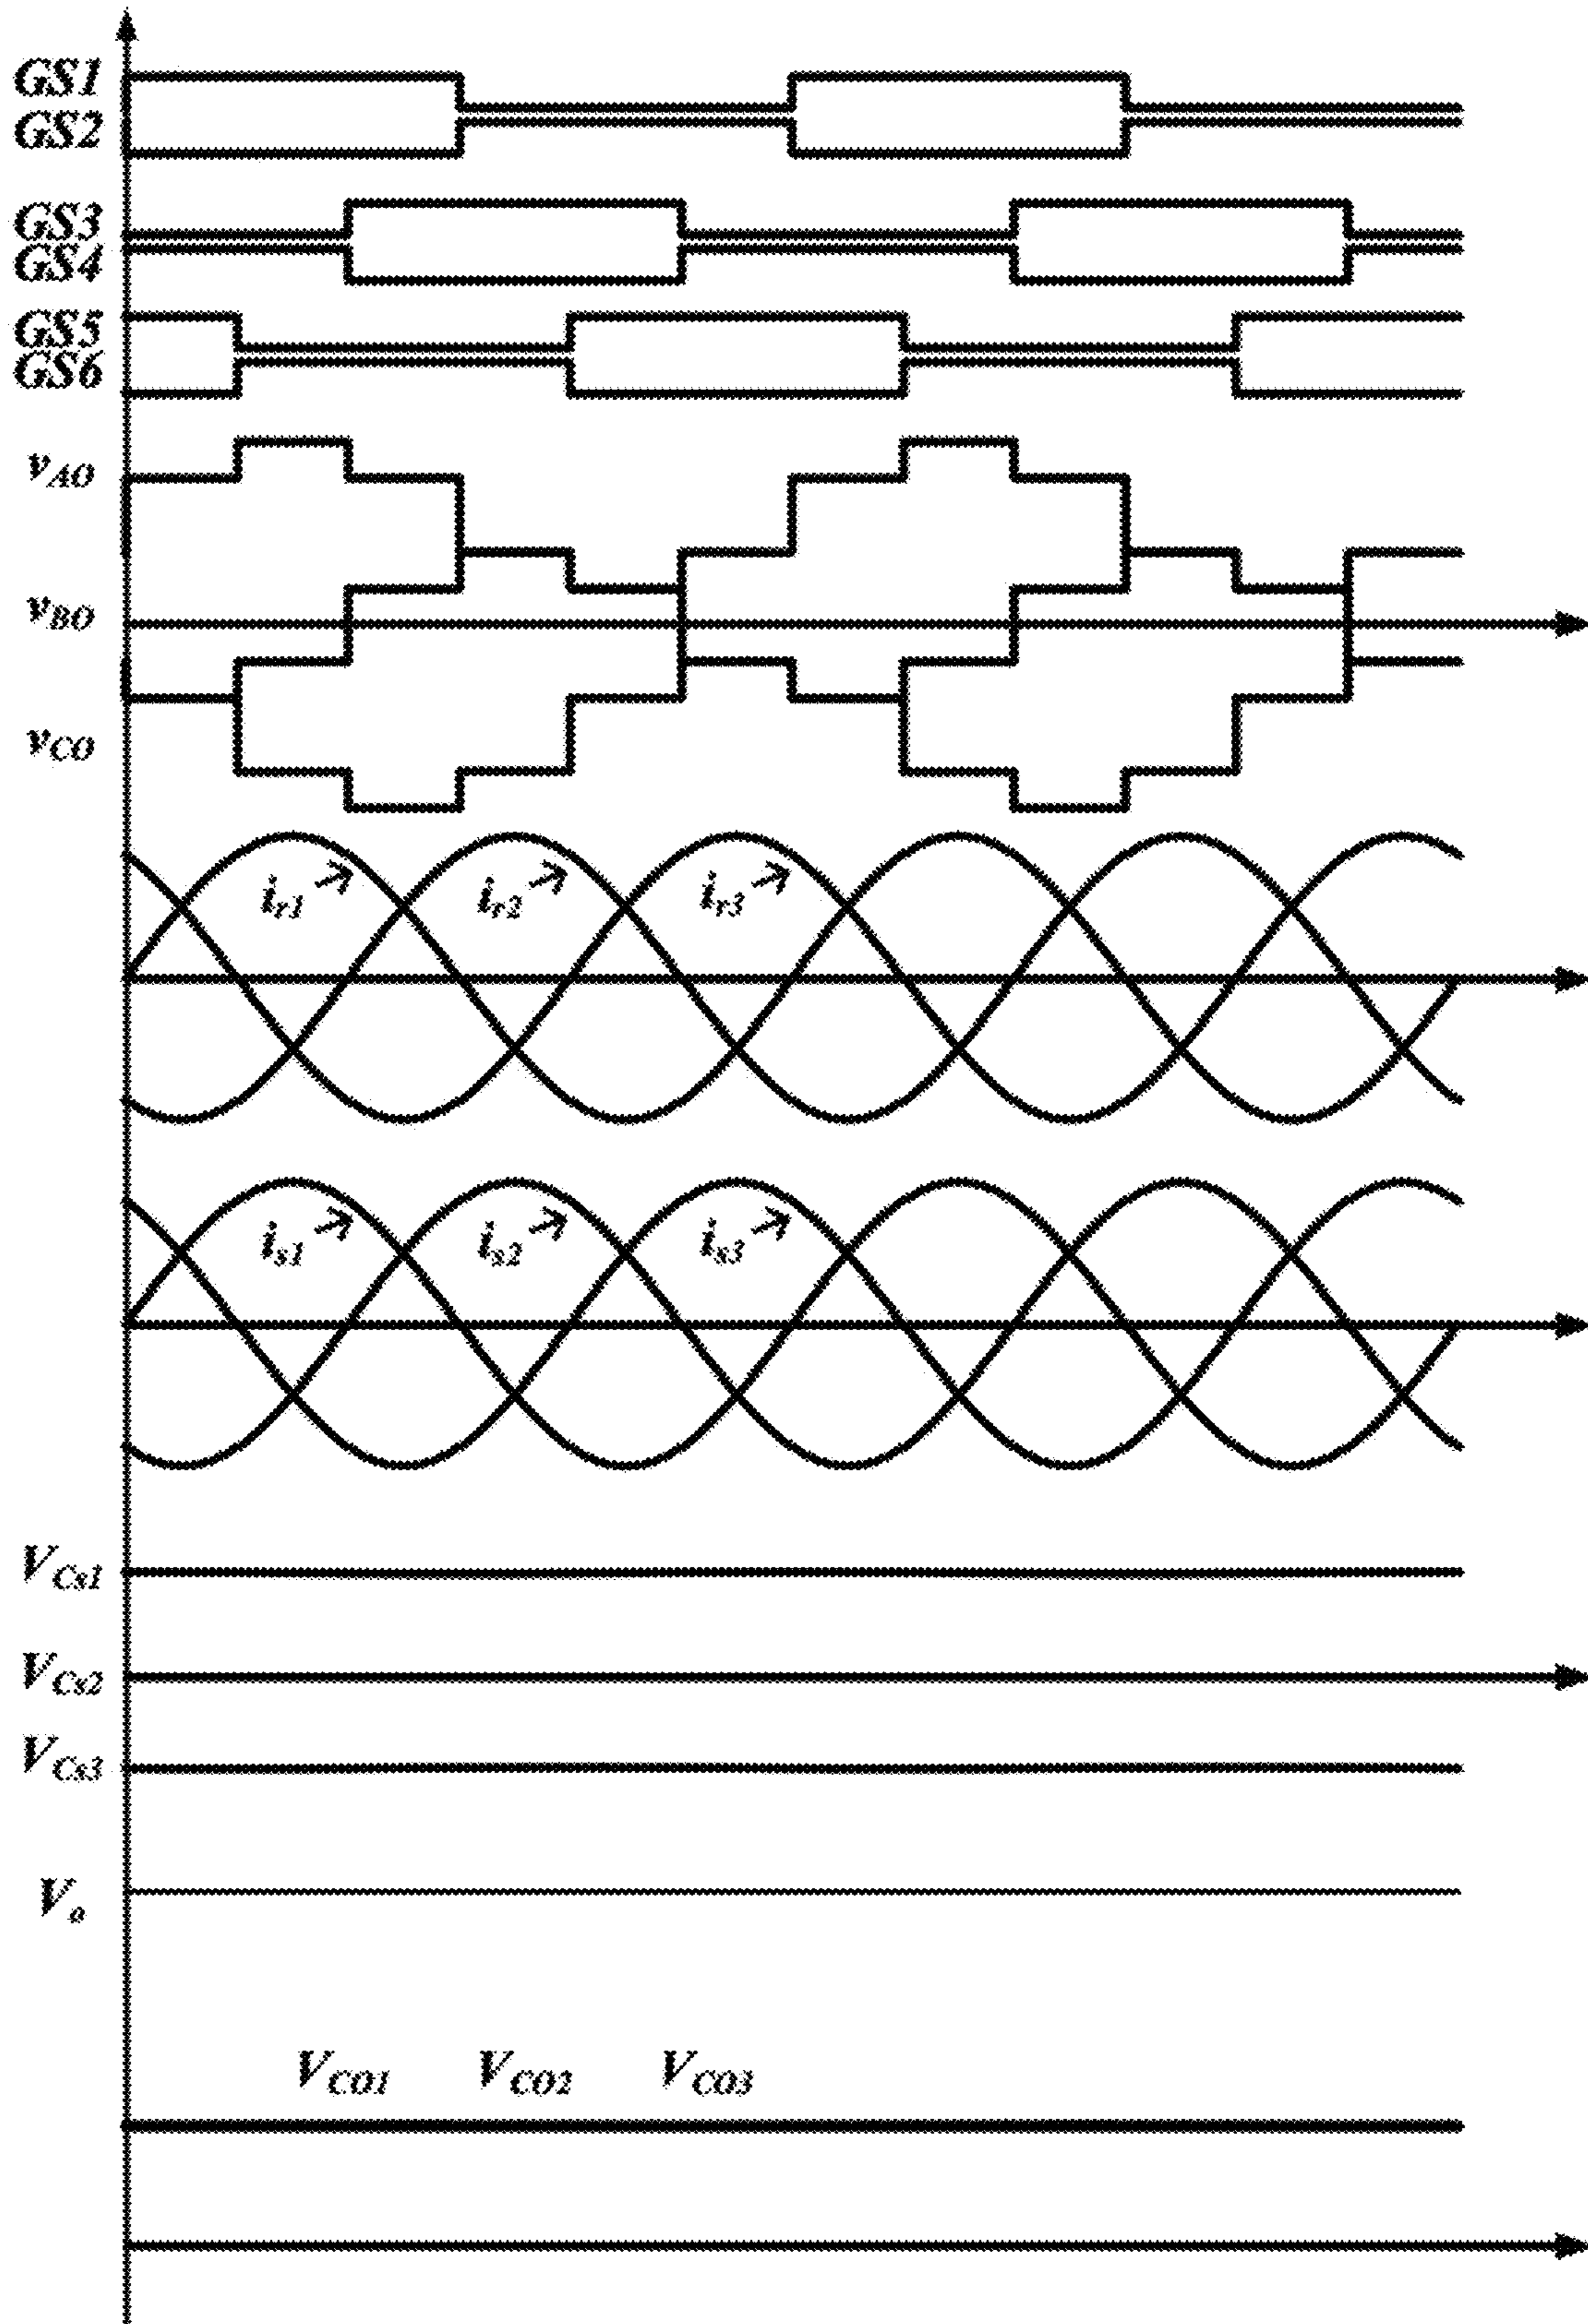 GS1
GS2
GS3
GS4
GS5
GS6
vAO
vBO
vCO
ir1 ir2 ir3
is1 is2 is3
VCs1
VCs2
VCs3
Vo
VCO1 VCO2 VCO3